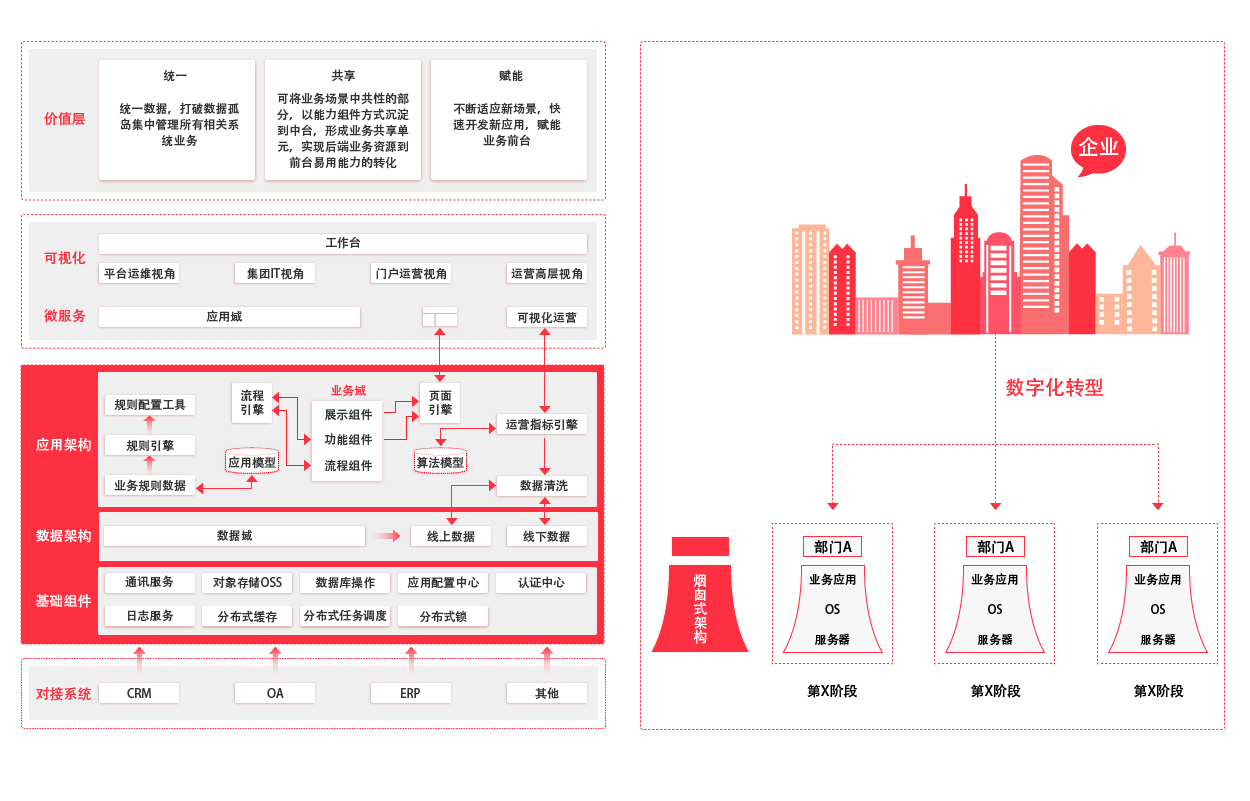 价值层
统一
统一数据，打破数据孤
岛集中管理所有相关系
统业务
共享
可将业务场景中共性的部
分，以能力组件方式沉淀
到中台，形成业务共享单
元，实现后端业务资源到
前台易用能力的转化
赋能
不断适应新场景，快
速开发新应用，赋能
业务前台
可视化
工作台
平台运维视角
集团IT视角
门户运营视角
运营高层视角
微服务
应用域
可视化运营
应用架构
规则配置工具
规则引擎
业务规则数据
流程
引擎
应用模型
业务域
展示组件
功能组件
流程组件
页面
引擎
算法模型
运营指标引擎
数据清洗
数据架构
数据域
线上数据
线下数据
基础组件
通讯服务
对象存储OSS
数据库操作
应用配置中心
认证中心
日志服务
分布式缓存
分布式任务调度
分布式锁
对接系统
CRM
OA
ERP
其他
企业
数字化转型
烟囱式架构
部门A
业务应用
OS
服务器
第X阶段
部门A
业务应用
OS
服务器
第X阶段
部门A
业务应用
OS
服务器
第X阶段